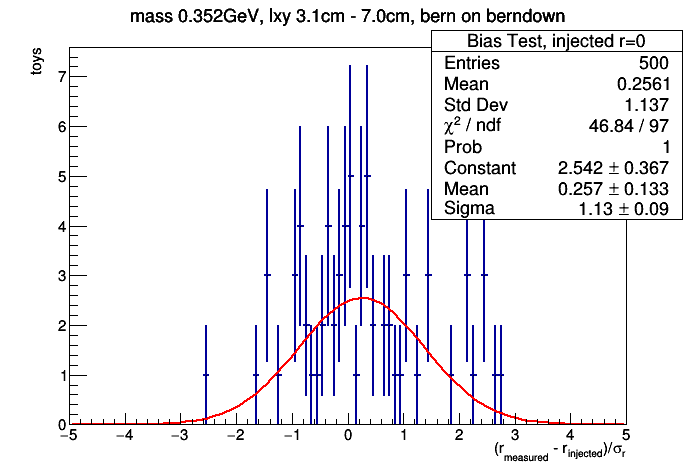 mass 0.352GeV, lxy 3.1cm - 7.0cm, bern on berndown
toys
Bias Test, injected r=0
Entries 500
Mean 0.2561
Std Dev 1.137
χ² / ndf 46.84 / 97
Prob 1
Constant 2.542 ± 0.367
Mean 0.257 ± 0.133
Sigma 1.13 ± 0.09
7
6
5
4
3
2
1
0
−5 −4 −3 −2 −1 0 1 2 3 4 5
(r_measured - r_injected)/σ_r